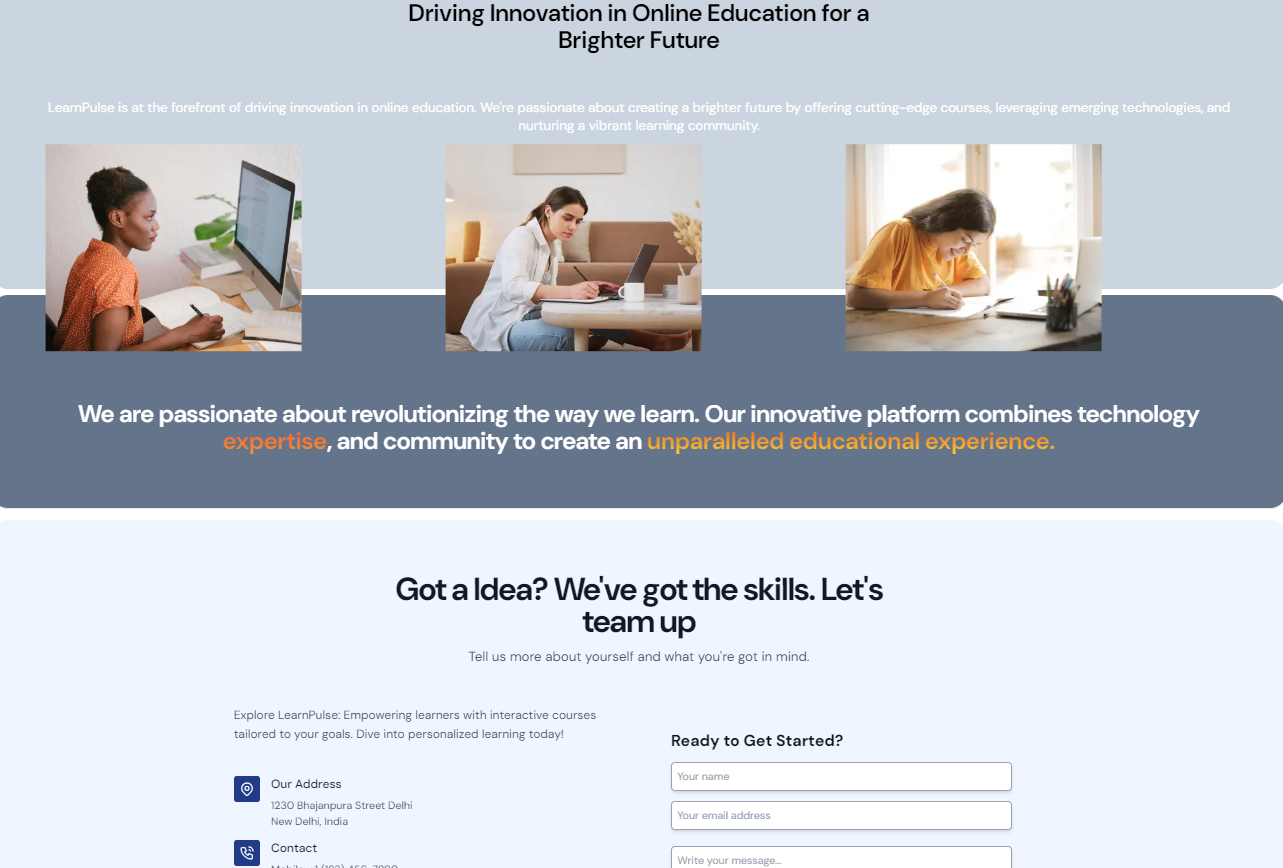 Driving Innovation in Online Education for a
Brighter Future
LearnPulse is at the forefront of driving innovation in online education. We're passionate about creating a brighter future by offering cutting-edge courses, leveraging emerging technologies, and
nurturing a vibrant learning community.
We are passionate about revolutionizing the way we learn. Our innovative platform combines technology
expertise, and community to create an unparalleled educational experience.
Got a Idea? We've got the skills. Let's
team up
Tell us more about yourself and what you're got in mind.
Explore LearnPulse: Empowering learners with interactive courses
tailored to your goals. Dive into personalized learning today!
Our Address
1230 Bhajanpura Street Delhi
New Delhi, India
Contact
Ready to Get Started?
Your name
Your email address
Write your message...